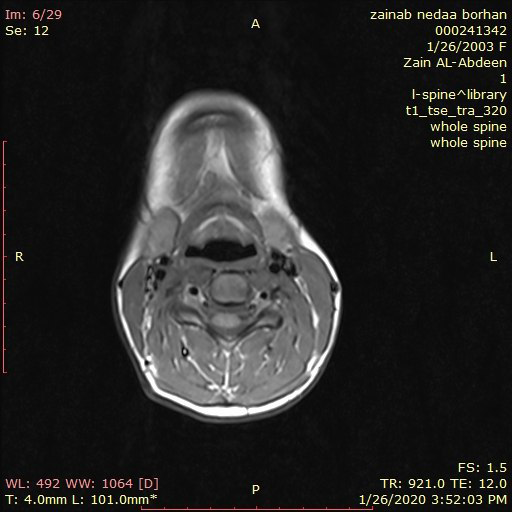 Im: 6/29
Se: 12
A
zainab nedaa borhan
000241342
1/26/2003 F
Zain AL-Abdeen
1
l-spine^library
t1_tse_tra_320
whole spine
whole spine
R
L
WL: 492 WW: 1064 [D]
T: 4.0mm L: 101.0mm*
P
FS: 1.5
TR: 921.0 TE: 12.0
1/26/2020 3:52:03 PM